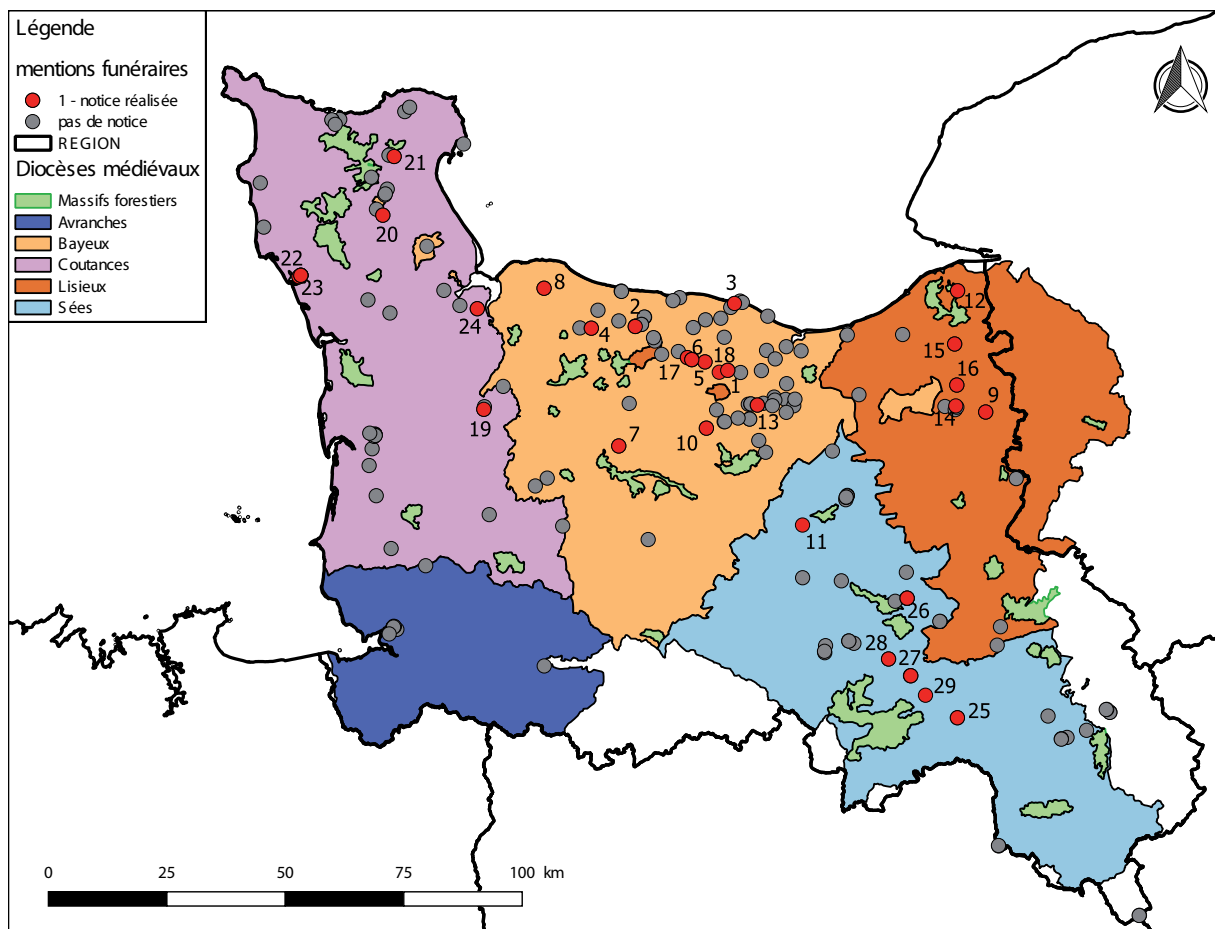 Légende
mentions funéraires
1 - notice réalisée
pas de notice
REGION
Diocèses médiévaux
Massifs forestiers
Avranches
Bayeux
Coutances
Lisieux
Sées
21
20
22
23
24
8
3
2
4
12
15
6
18
17
5
1
16
9
14
13
19
10
7
11
26
28
27
29
25
0 25 50 75 100 km